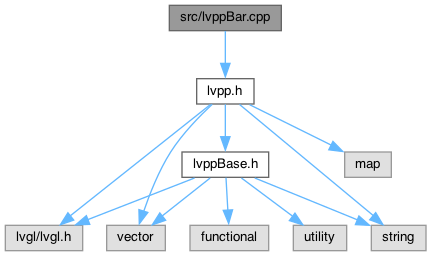 src/lvppBar.cpp
lvpp.h
lvppBase.h
map
lvgl/lvgl.h
vector
functional
utility
string